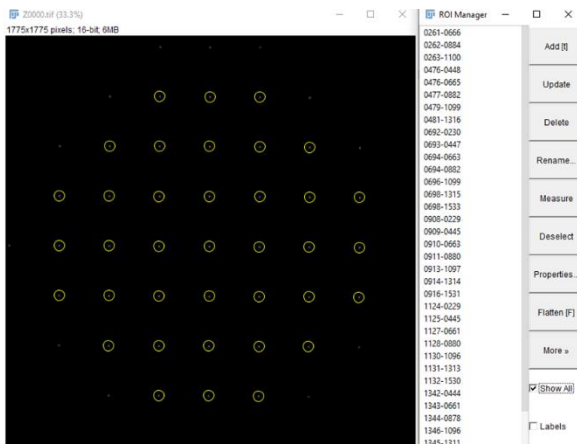 Z0000.tif (33.3%)
1775x1775 pixels; 16-bit; 6MB
ROI Manager
0261-0666
0262-0884
0263-1100
0476-0448
0476-0665
0477-0882
0479-1099
0481-1316
0692-0230
0693-0447
0694-0663
0694-0882
0696-1099
0698-1315
0698-1533
0908-0229
0909-0445
0910-0663
0911-0880
0913-1097
0914-1314
0916-1531
1124-0229
1125-0445
1127-0661
1128-0880
1130-1096
1131-1313
1132-1530
1342-0444
1343-0661
1344-0878
1346-1096
1345-1311
Add [t]
Update
Delete
Rename...
Measure
Deselect
Properties...
Flatten [F]
More »
Show All
Labels